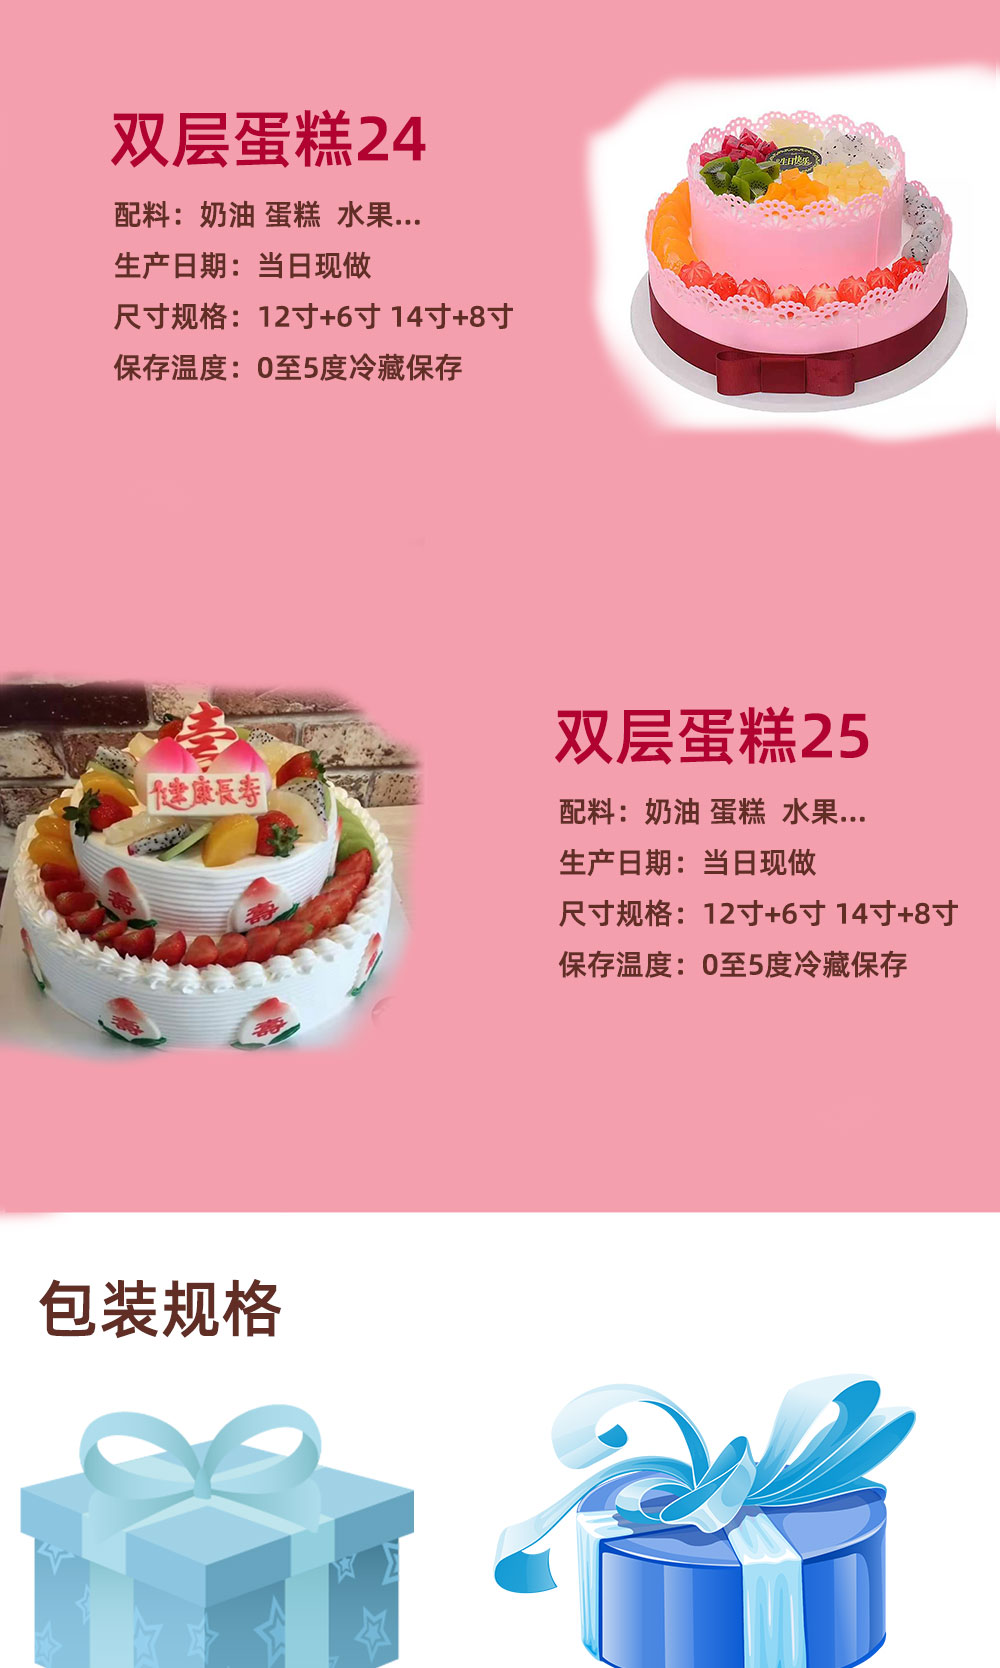 双层蛋糕24
配料：奶油 蛋糕  水果...
生产日期：当日现做
尺寸规格：12寸+6寸 14寸+8寸
保存温度：0至5度冷藏保存
生日快乐
双层蛋糕25
配料：奶油 蛋糕  水果...
生产日期：当日现做
尺寸规格：12寸+6寸 14寸+8寸
保存温度：0至5度冷藏保存
壽
健康長寿
壽
壽
壽
壽
包装规格